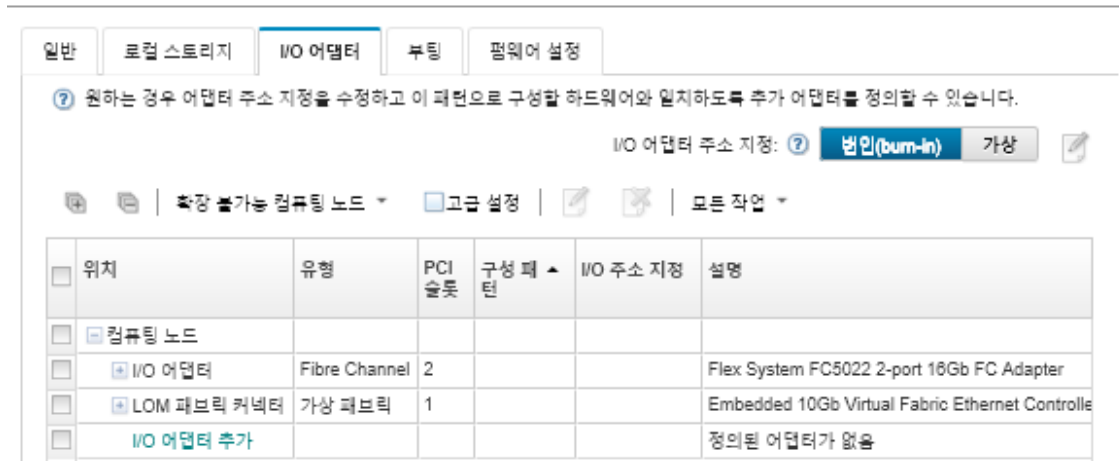 일반 로컬 스토리지 I/O 어댑터 부팅 펌웨어 설정
원하는 경우 어댑터 주소 지정을 수정하고 이 패턴으로 구성할 하드웨어와 일치하도록 추가 어댑터를 정의할 수 있습니다.
I/O 어댑터 주소 지정: 번인(burn-in) 가상
확장 불가능 컴퓨팅 노드 고급 설정 모든 작업
위치 유형 PCI 슬롯 구성 패턴 I/O 주소 지정 설명
컴퓨팅 노드
I/O 어댑터 Fibre Channel 2 Flex System FC5022 2-port 16Gb FC Adapter
LOM 패브릭 커넥터 가상 패브릭 1 Embedded 10Gb Virtual Fabric Ethernet Controlle
I/O 어댑터 추가 정의된 어댑터가 없음